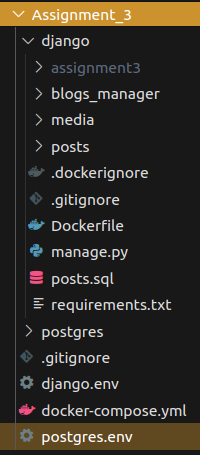 Assignment_3
django
assignment3
blogs_manager
media
posts
.dockerignore
.gitignore
Dockerfile
manage.py
posts.sql
requirements.txt
postgres
.gitignore
django.env
docker-compose.yml
postgres.env